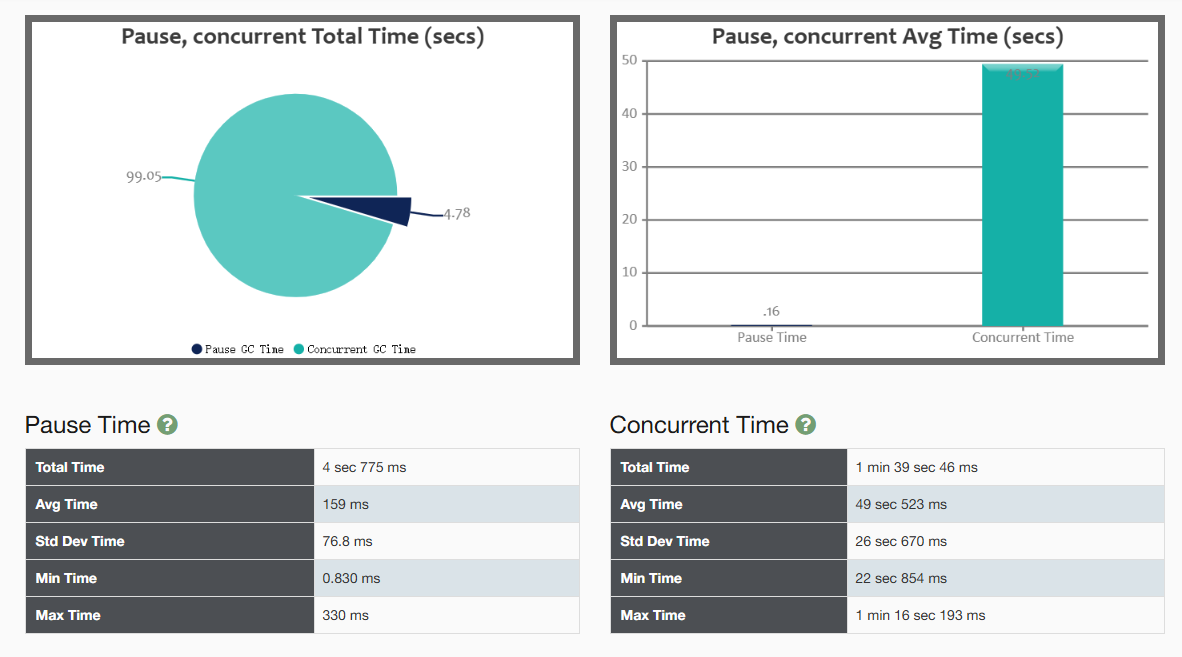 Pause, concurrent Total Time (secs)
99.05
4.78
Pause GC Time Concurrent GC Time
Pause, concurrent Avg Time (secs)
50
40
30
20
10
0
49.52
.16
Pause Time Concurrent Time
Pause Time ?
Total Time 4 sec 775 ms
Avg Time 159 ms
Std Dev Time 76.8 ms
Min Time 0.830 ms
Max Time 330 ms
Concurrent Time ?
Total Time 1 min 39 sec 46 ms
Avg Time 49 sec 523 ms
Std Dev Time 26 sec 670 ms
Min Time 22 sec 854 ms
Max Time 1 min 16 sec 193 ms